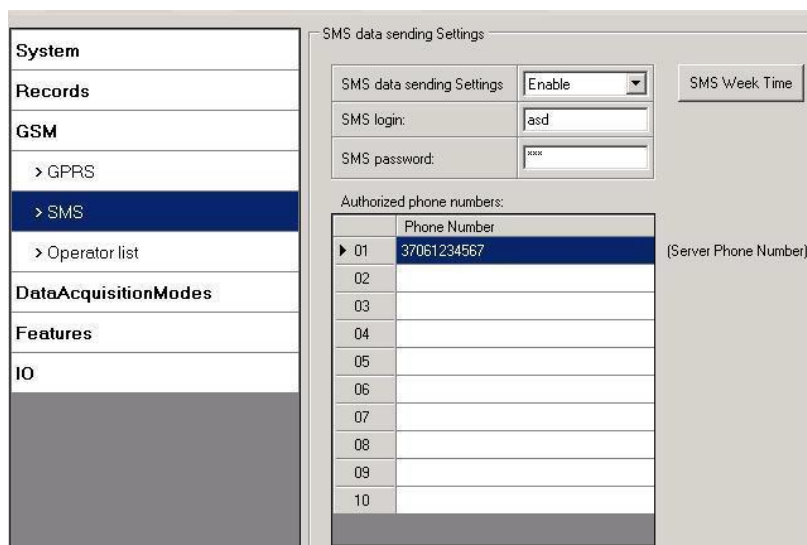 System
Records
GSM
> GPRS
> SMS
> Operator list
DataAcquisitionModes
Features
IO
SMS data sending Settings
SMS data sending Settings
Enable
SMS Week Time
SMS login:
asd
SMS password:
***
Authorized phone numbers:
Phone Number
01 37061234567 (Server Phone Number)
02
03
04
05
06
07
08
09
10